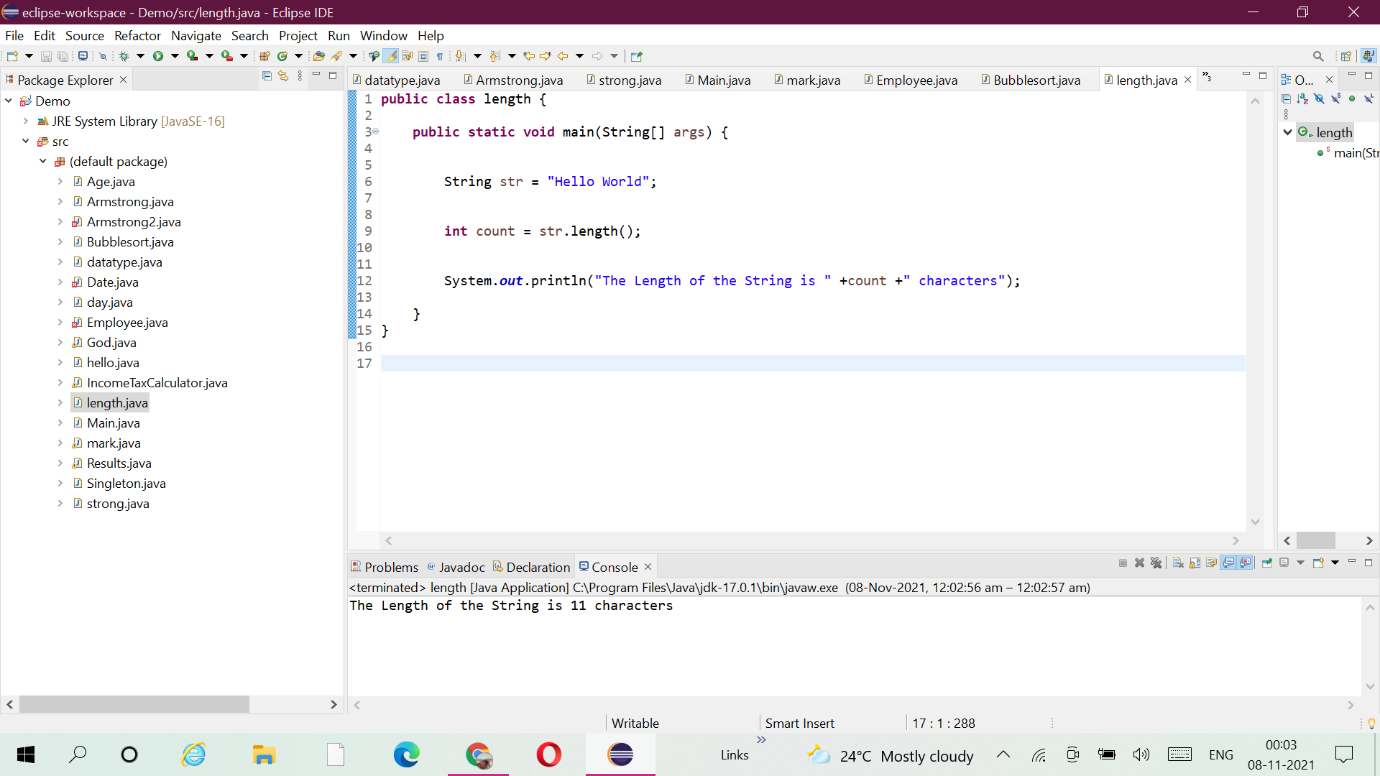 eclipse-workspace - Demo/src/length.java - Eclipse IDE
File Edit Source Refactor Navigate Search Project Run Window Help
Package Explorer
datatype.java Armstrong.java strong.java Main.java mark.java Employee.java Bubblesort.java length.java »3
O...
Demo
JRE System Library [JavaSE-16]
src
(default package)
Age.java
Armstrong.java
Armstrong2.java
Bubblesort.java
datatype.java
Date.java
day.java
Employee.java
God.java
hello.java
IncomeTaxCalculator.java
length.java
Main.java
mark.java
Results.java
Singleton.java
strong.java
1 public class length {
2
3 public static void main(String[] args) {
4
5
6 String str = "Hello World";
7
8
9 int count = str.length();
10
11
12 System.out.println("The Length of the String is " +count +" characters");
13
14 }
15 }
16
17
length
main(Str
Problems Javadoc Declaration Console
<terminated> length [Java Application] C:\Program Files\Java\jdk-17.0.1\bin\javaw.exe (08-Nov-2021, 12:02:56 am – 12:02:57 am)
The Length of the String is 11 characters
Writable Smart Insert 17 : 1 : 288
Links » 24°C Mostly cloudy ENG 00:03
08-11-2021